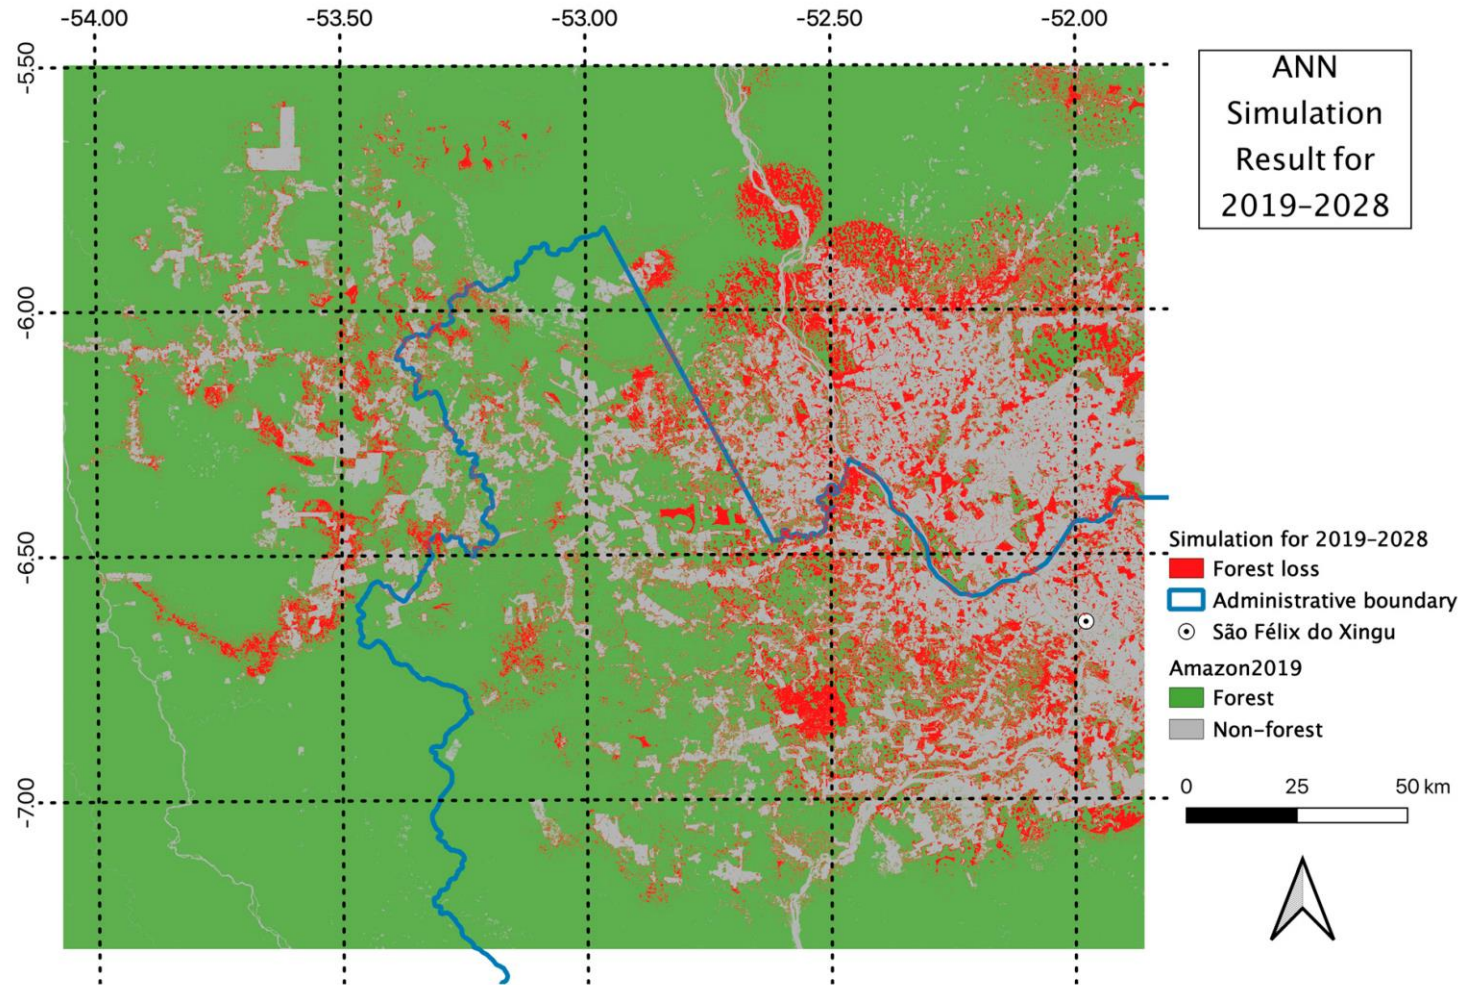 -54.00 -53.50 -53.00 -52.50 -52.00
-5.50
-6.00
-6.50
-7.00
ANN
Simulation
Result for
2019–2028
Simulation for 2019–2028
Forest loss
Administrative boundary
São Félix do Xingu
Amazon2019
Forest
Non-forest
0 25 50 km